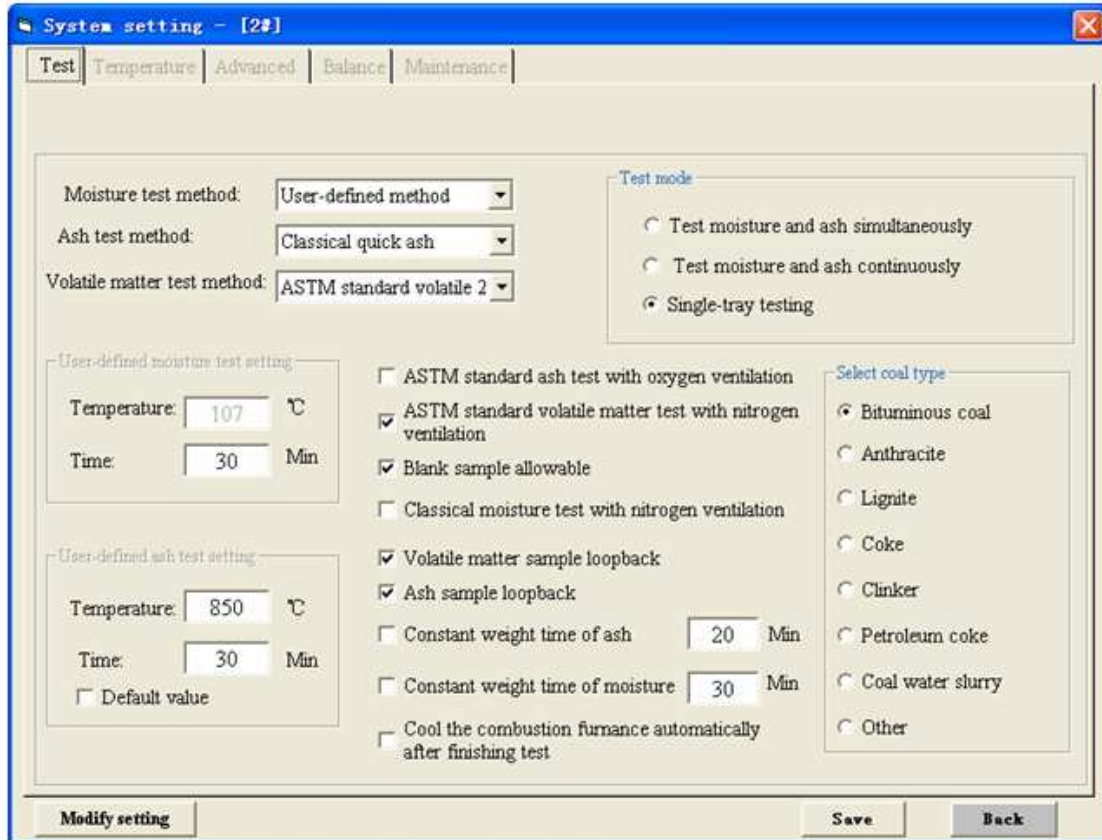 System setting - [2#]
Test Temperature Advanced Balance Maintenance
Moisture test method: User-defined method
Ash test method: Classical quick ash
Volatile matter test method: ASTM standard volatile 2
Test mode
Test moisture and ash simultaneously
Test moisture and ash continuously
Single-tray testing
User-defined moisture test setting
Temperature: 107 ℃
Time: 30 Min
User-defined ash test setting
Temperature: 850 ℃
Time: 30 Min
Default value
ASTM standard ash test with oxygen ventilation
ASTM standard volatile matter test with nitrogen
ventilation
Blank sample allowable
Classical moisture test with nitrogen ventilation
Volatile matter sample loopback
Ash sample loopback
Constant weight time of ash 20 Min
Constant weight time of moisture 30 Min
Cool the combustion furnance automatically
after finishing test
Select coal type
Bituminous coal
Anthracite
Lignite
Coke
Clinker
Petroleum coke
Coal water slurry
Other
Modify setting Save Back